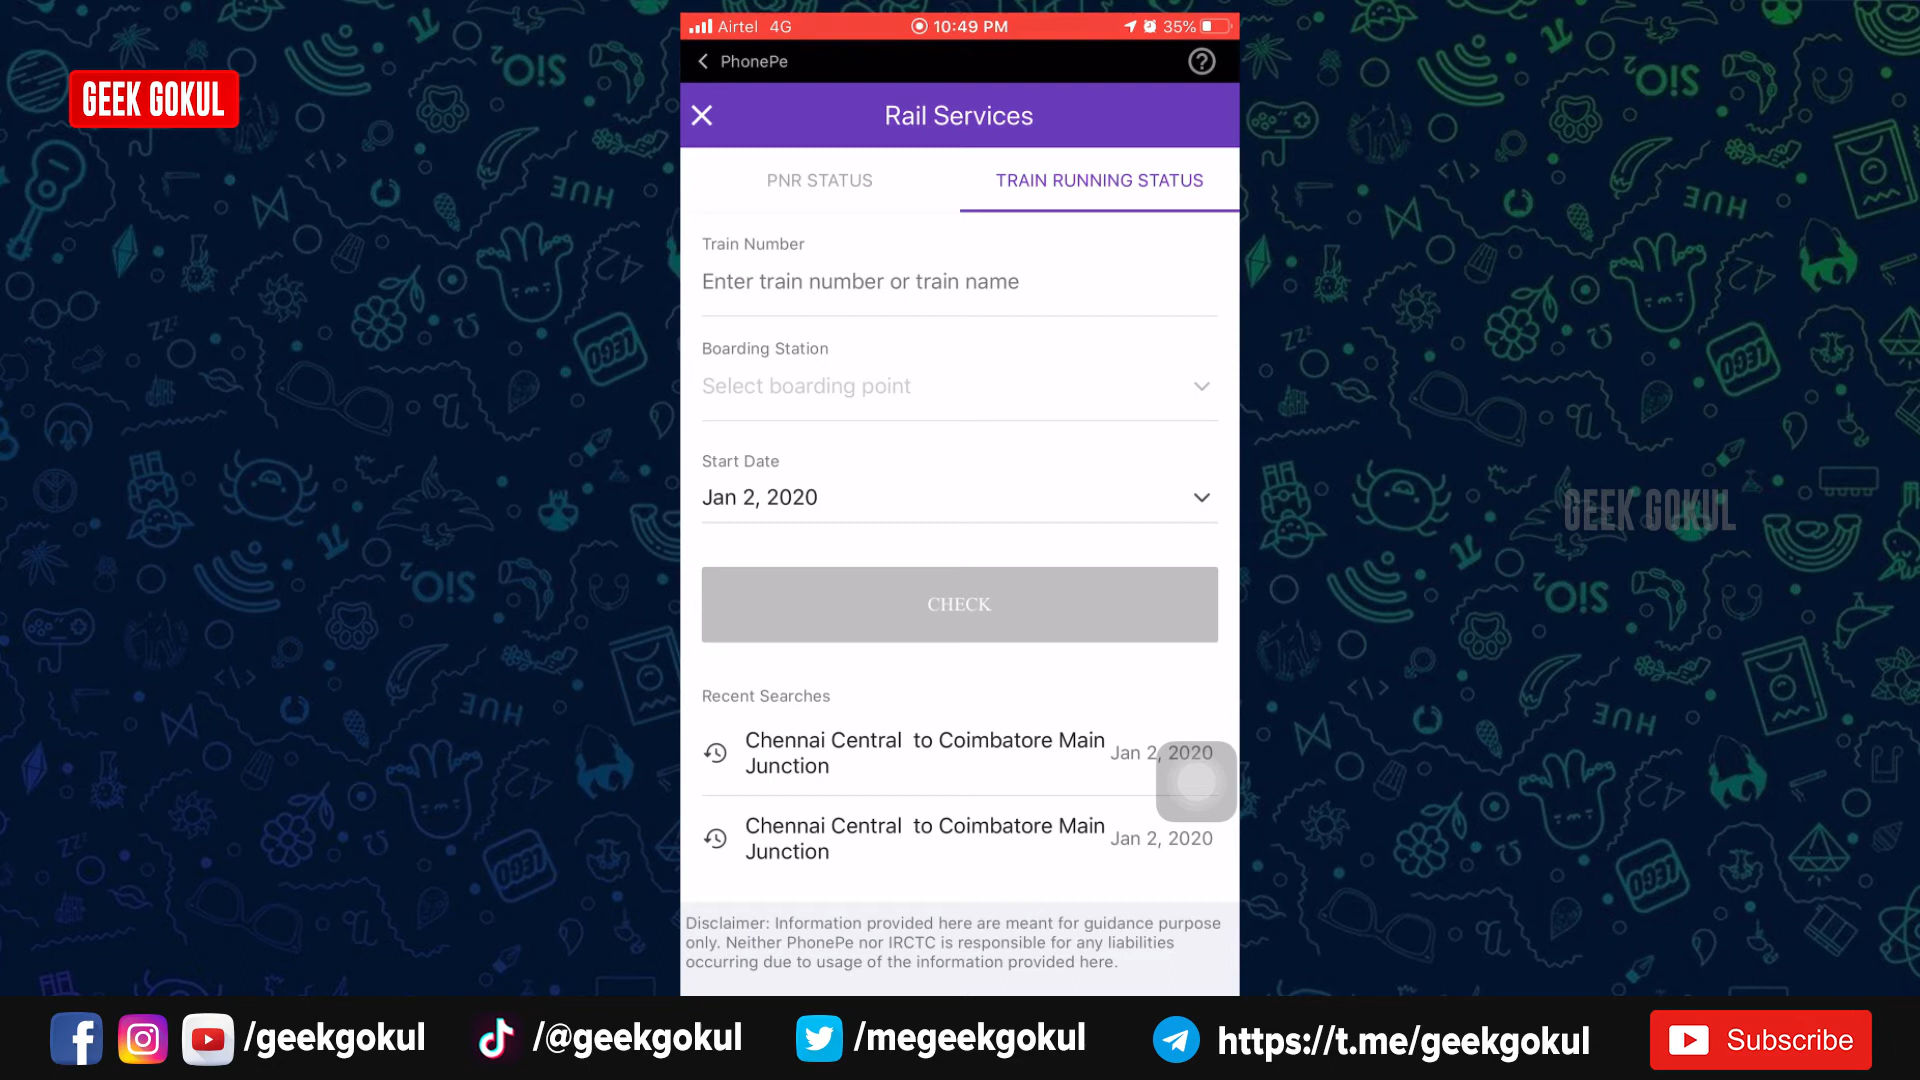 Airtel 4G 10:49 PM 35%
PhonePe
GEEK GOKUL
Rail Services
PNR STATUS TRAIN RUNNING STATUS
Train Number
Enter train number or train name
Boarding Station
Select boarding point
Start Date
Jan 2, 2020
GEEK GOKUL
CHECK
Recent Searches
Chennai Central to Coimbatore Main
Junction
Jan 2, 2020
Chennai Central to Coimbatore Main
Junction
Jan 2, 2020
Disclaimer: Information provided here are meant for guidance purpose
only. Neither PhonePe nor IRCTC is responsible for any liabilities
occurring due to usage of the information provided here.
/geekgokul /@geekgokul /megeekgokul https://t.me/geekgokul Subscribe